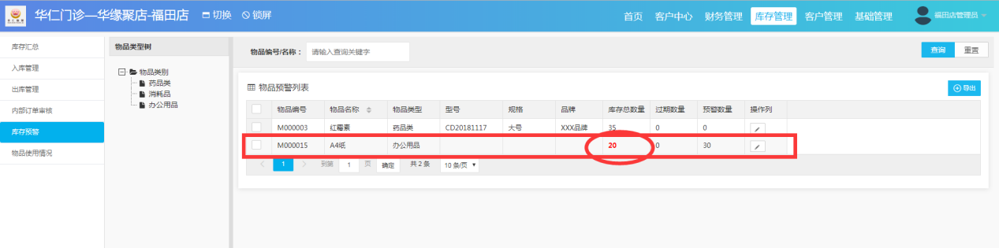 华仁门诊—华缘聚店-福田店 切换 锁屏 首页 客户中心 财务管理 库存管理 客户管理 基础管理 福田店管理员
库存汇总
入库管理
出库管理
内部订单审核
库存预警
物品使用情况
物品类型树
物品类别
药品类
消耗品
办公用品
物品编号/名称： 请输入查询关键字 查询 重置
物品预警列表 导出
物品编号 物品名称 物品类型 型号 规格 品牌 库存总数量 过期数量 预警数量 操作列
M000003 红霉素 药品类 CD20181117 大号 XXX品牌 35 0 0
M000015 A4纸 办公用品 20 0 30
1 到第 1 页 确定 共 2 条 10 条/页